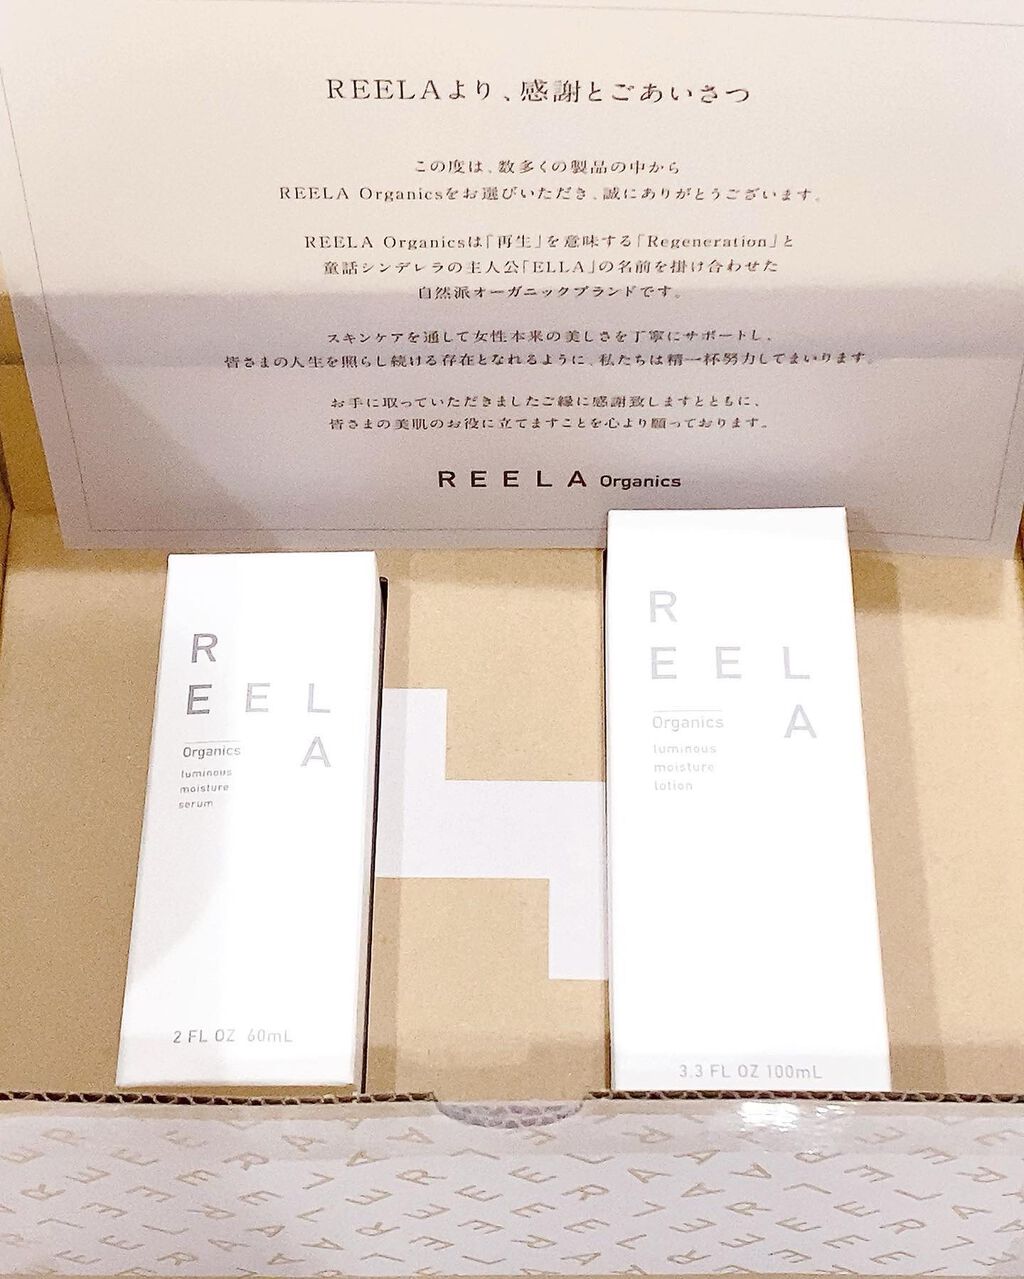 REELAより、感謝とごあいさつ
この度は、数多くの製品の中から
REELA Organicsをお選びいただき、誠にありがとうございます。
REELA Organicsは「再生」を意味する「Regeneration」と
童話シンデレラの主人公「ELLA」の名前を掛け合わせた
自然派オーガニックブランドです。
スキンケアを通して女性本来の美しさを丁寧にサポートし、
皆さまの人生を照らし続ける存在となれるように、私たちは精一杯努力してまいります。
お手に取っていただきましたご縁に感謝致しますとともに、
皆さまの美肌のお役に立てますことを心より願っております。
REELA Organics
R
EEL
A
Organics
luminous
moisture
serum
2 FL OZ 60mL
R
EEL
A
Organics
luminous
moisture
lotion
3.3 FL OZ 100mL